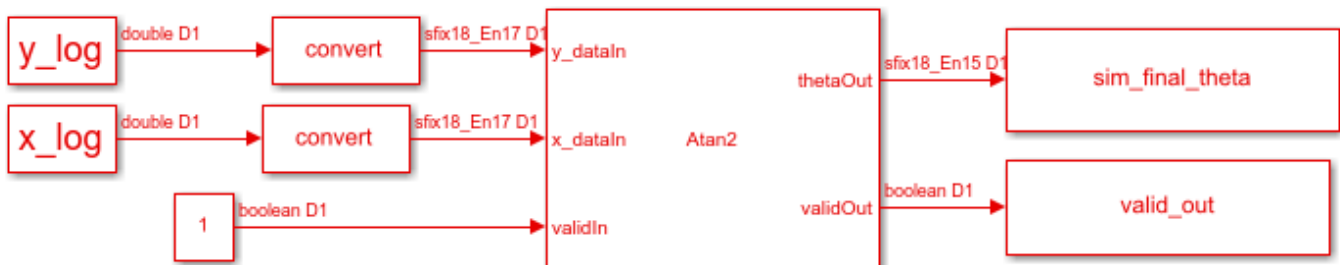 y_log
double D1
convert
sfix18_En17 D1
y_dataIn
thetaOut
sfix18_En15 D1
sim_final_theta
x_log
double D1
convert
sfix18_En17 D1
x_dataIn
Atan2
1
boolean D1
validIn
validOut
boolean D1
valid_out